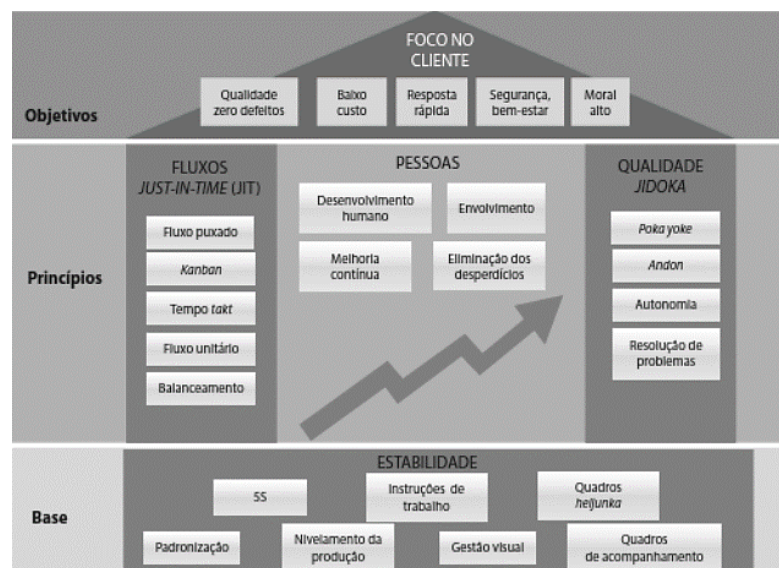 FOCO NO
CLIENTE
Qualidade
zero defeitos
Baixo
custo
Resposta
rápida
Segurança,
bem-estar
Moral
alto
Objetivos
FLUXOS
JUST-IN-TIME (JIT)
Fluxo puxado
Kanban
Tempo takt
Fluxo unitário
Balanceamento
PESSOAS
Desenvolvimento
humano
Envolvimento
Melhoria
contínua
Eliminação dos
desperdícios
QUALIDADE
JIDOKA
Poka yoke
Andon
Autonomia
Resolução de
problemas
Princípios
ESTABILIDADE
5S
Instruções de
trabalho
Quadros
heijunka
Base
Padronização
Nivelamento da
produção
Gestão visual
Quadros
de acompanhamento